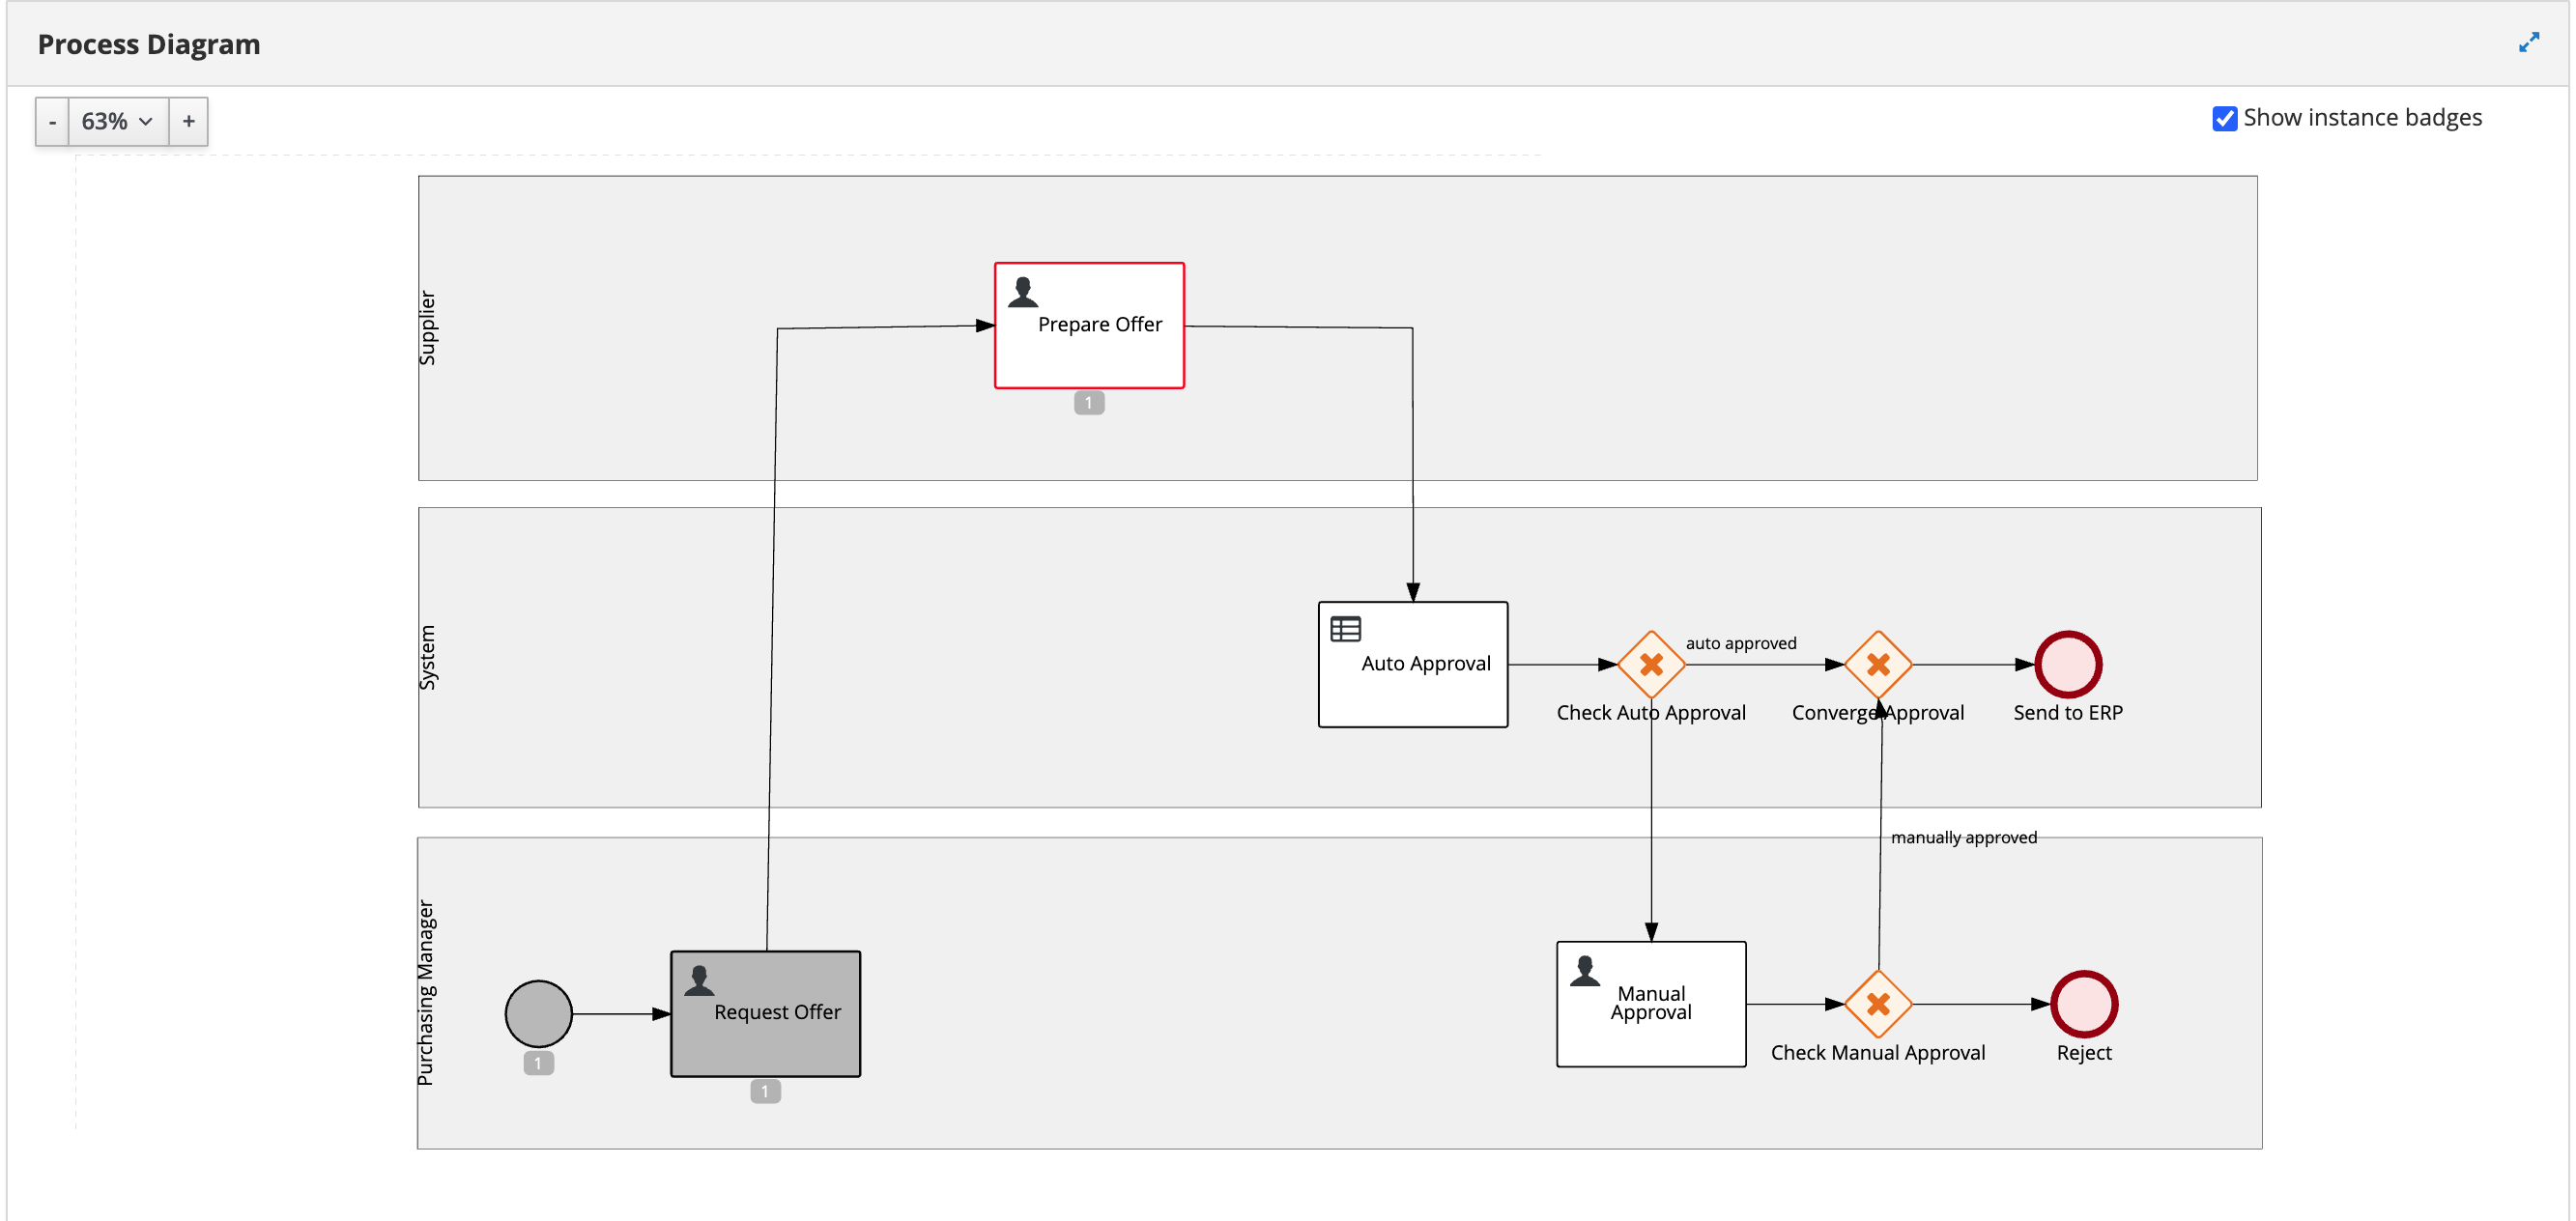 Process Diagram
- 63% +
Show instance badges
Supplier
Prepare Offer
1
System
Auto Approval
auto approved
Check Auto Approval
Converge Approval
Send to ERP
manually approved
Purchasing Manager
1
Request Offer
1
Manual
Approval
Check Manual Approval
Reject